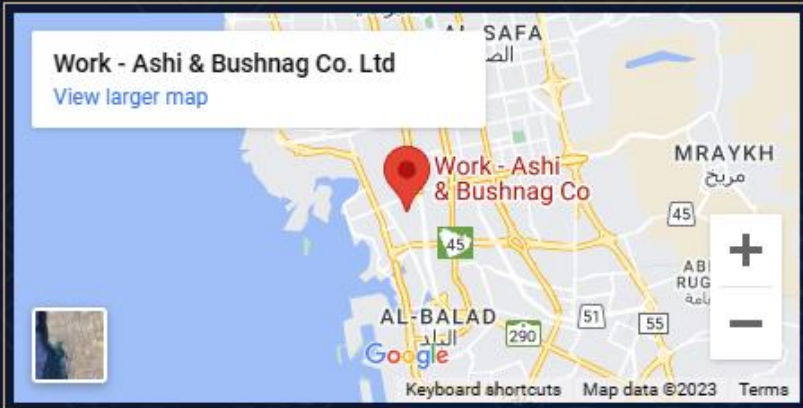 Work - Ashi & Bushnag Co. Ltd
View larger map
AL-SAFA
Work - Ashi
& Bushnag Co
MRAYKH
مريخ
45
45
AL-BALAD
البلد
290
51
55
Google
Keyboard shortcuts
Map data ©2023
Terms